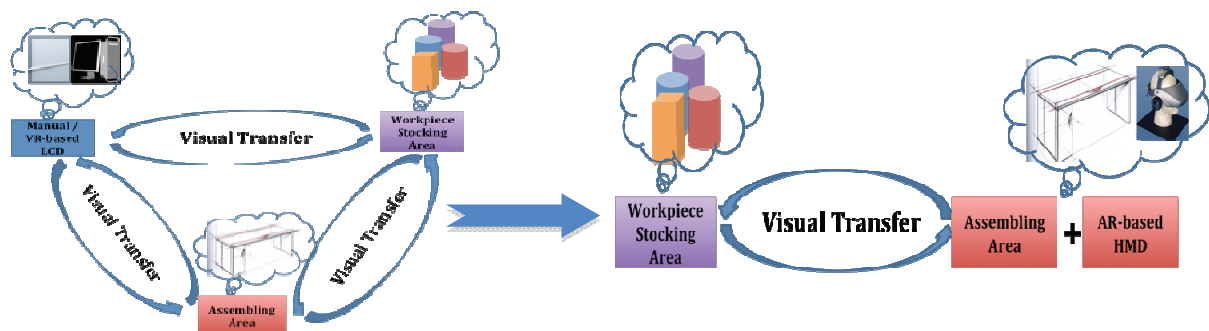 Manual /
VR-based
LCD
Visual Transfer
Workpiece
Stocking
Area
Visual Transfer
Visual Transfer
Assembling
Area
Workpiece
Stocking
Area
Visual Transfer
Assembling
Area
+
AR-based
HMD